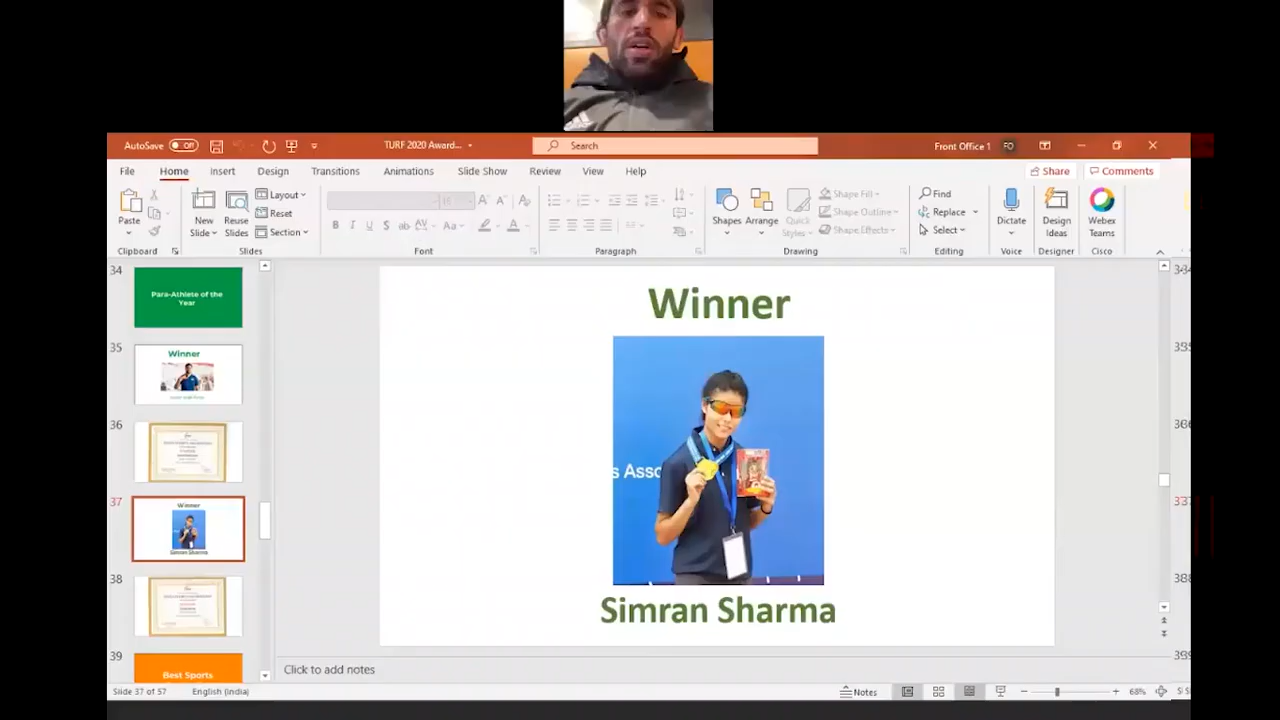 AutoSave Off
TURF 2020 Award...
Search
Front Office 1 FO
File Home Insert Design Transitions Animations Slide Show Review View Help
Share Comments
Paste
New Slide
Reuse Slides
Layout
Reset
Section
Shapes
Arrange
Quick Styles
Shape Fill
Shape Outline
Shape Effects
Find
Replace
Select
Dictate
Design Ideas
Webex Teams
Clipboard Slides Font Paragraph Drawing Editing Voice Designer Cisco
34
Para-Athlete of the
Year
35
Winner
36
37
Winner
Simran Sharma
38
39
Best Sports
Winner
s Asso
Simran Sharma
Click to add notes
Slide 37 of 57 English (India)
Notes
68%